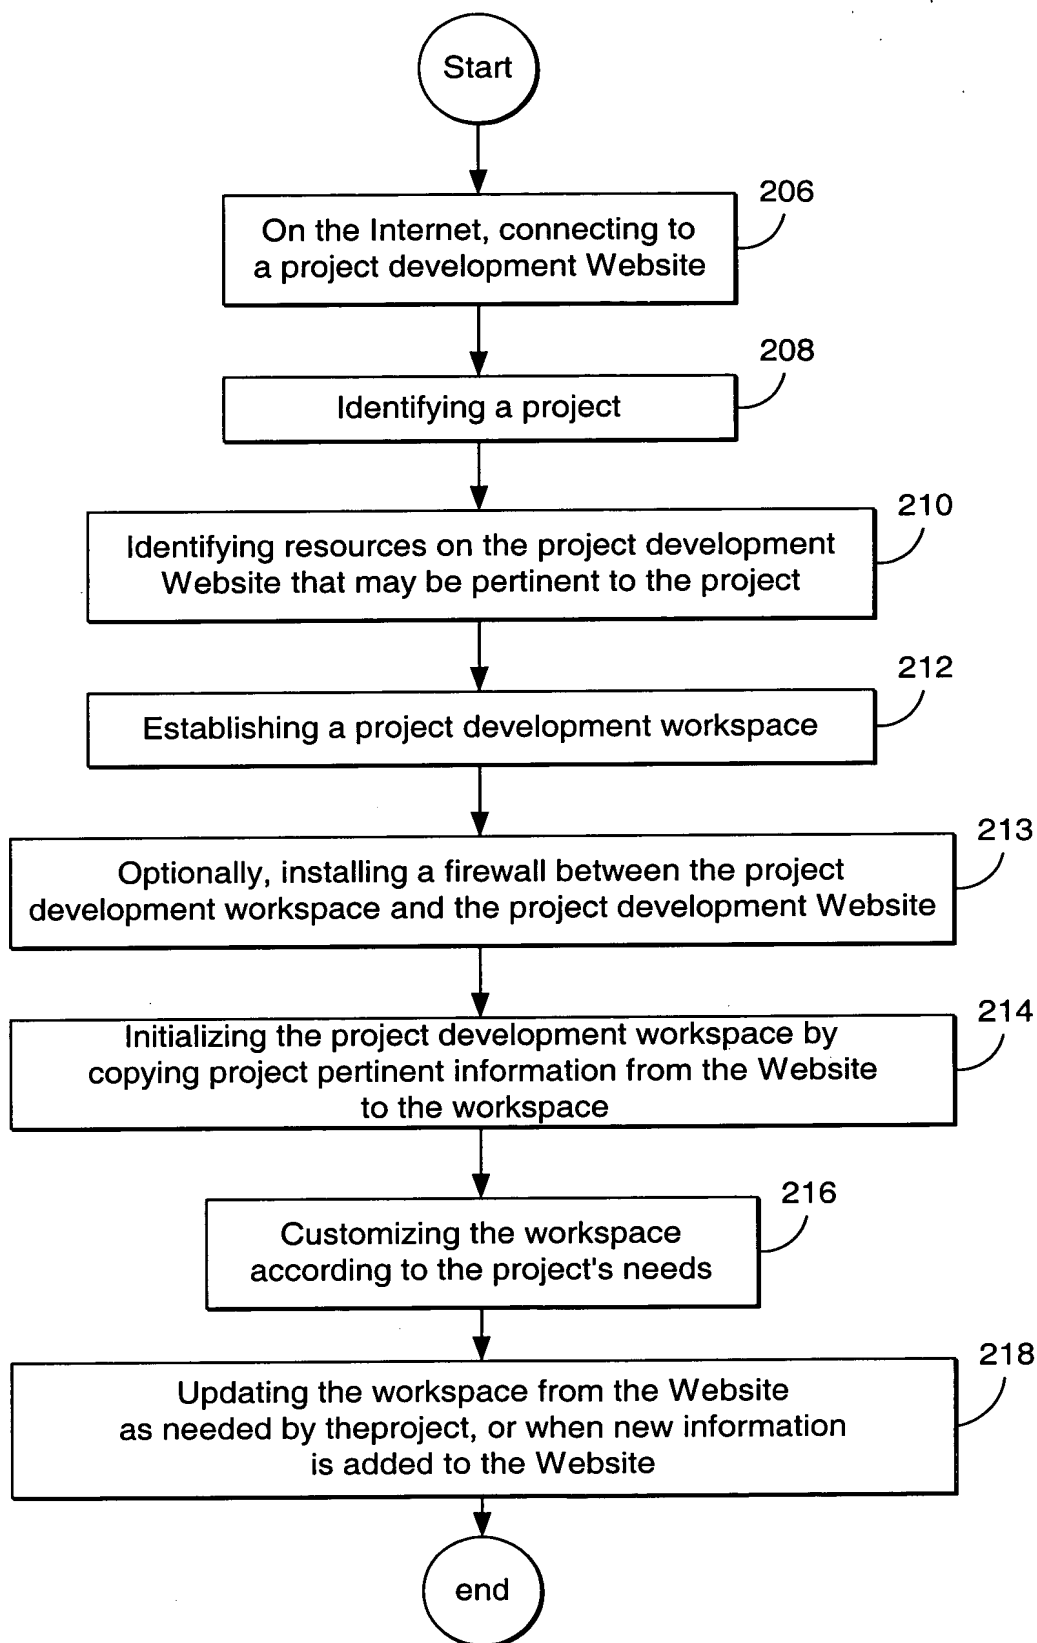 Start
206
On the Internet, connecting to
a project development Website
208
Identifying a project
210
Identifying resources on the project development
Website that may be pertinent to the project
212
Establishing a project development workspace
213
Optionally, installing a firewall between the project
development workspace and the project development Website
214
Initializing the project development workspace by
copying project pertinent information from the Website
to the workspace
216
Customizing the workspace
according to the project's needs
218
Updating the workspace from the Website
as needed by theproject, or when new information
is added to the Website
end